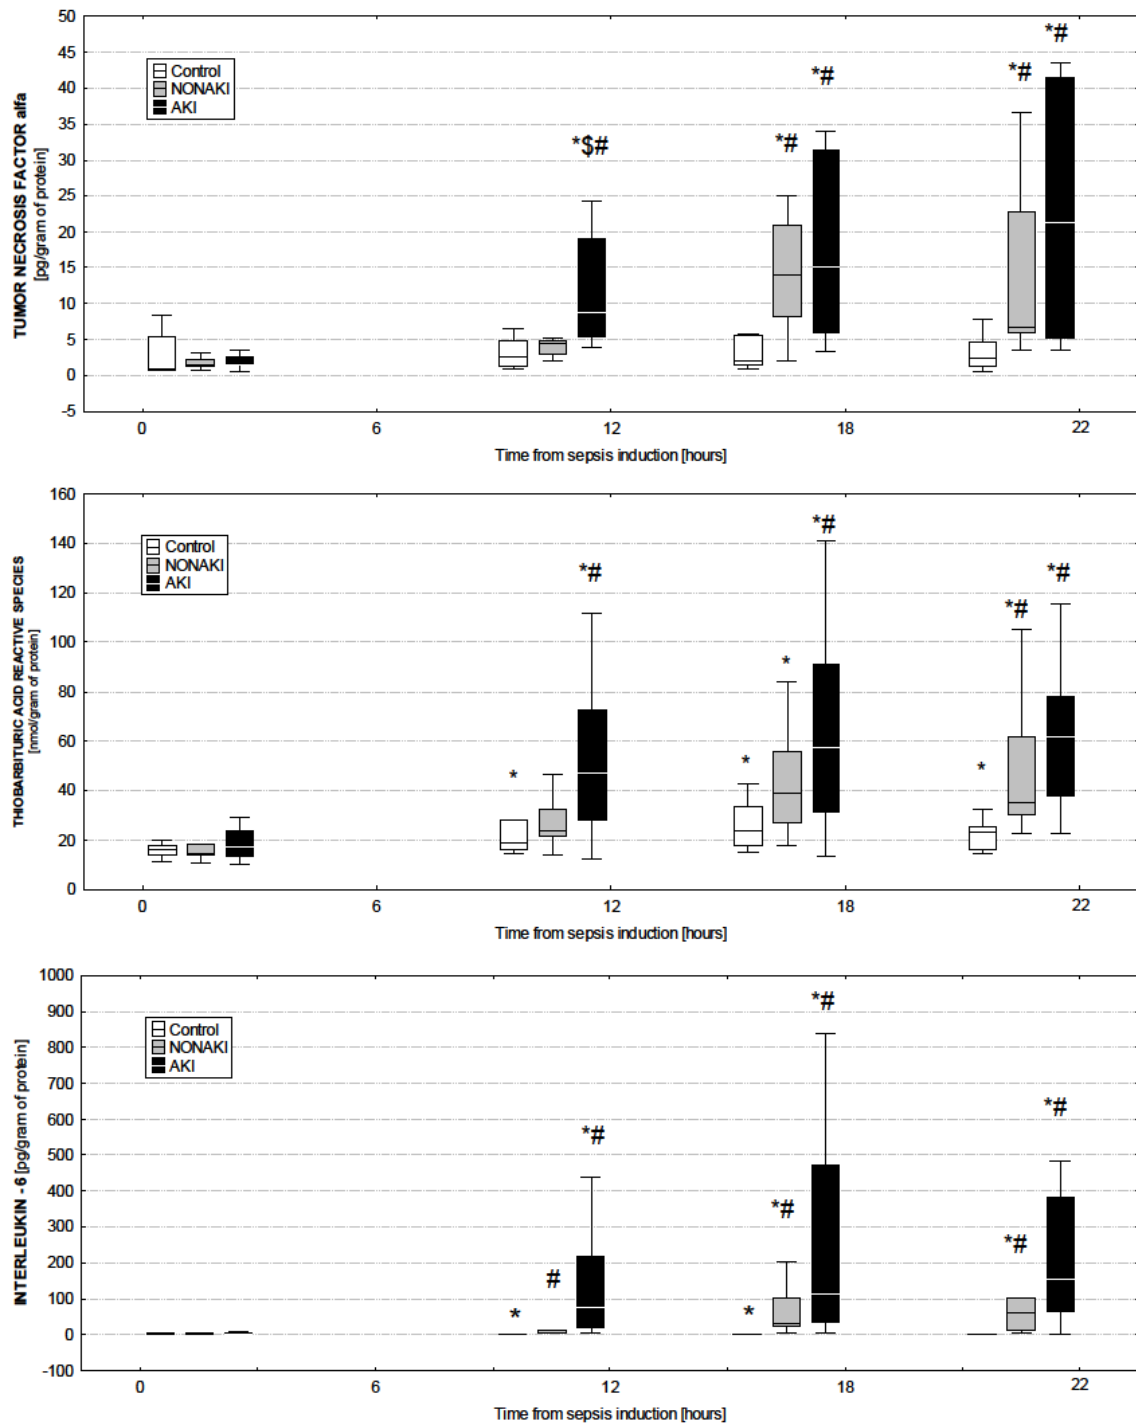 TUMOR NECROSIS FACTOR alfa
[pg/gram of protein]
50
45
40
35
30
25
20
15
10
5
0
-5
Control
NONAKI
AKI
*$#
*#
*#
*#
*#
0 6 12 18 22
Time from sepsis induction [hours]
THIOBARBITURIC ACID REACTIVE SPECIES
[nmol/gram of protein]
160
140
120
100
80
60
40
20
0
Control
NONAKI
AKI
*
*#
*
*
*#
*
*#
*#
0 6 12 18 22
Time from sepsis induction [hours]
INTERLEUKIN - 6 [pg/gram of protein]
1000
900
800
700
600
500
400
300
200
100
0
-100
Control
NONAKI
AKI
*
#
*#
*
*#
*#
*#
*#
0 6 12 18 22
Time from sepsis induction [hours]